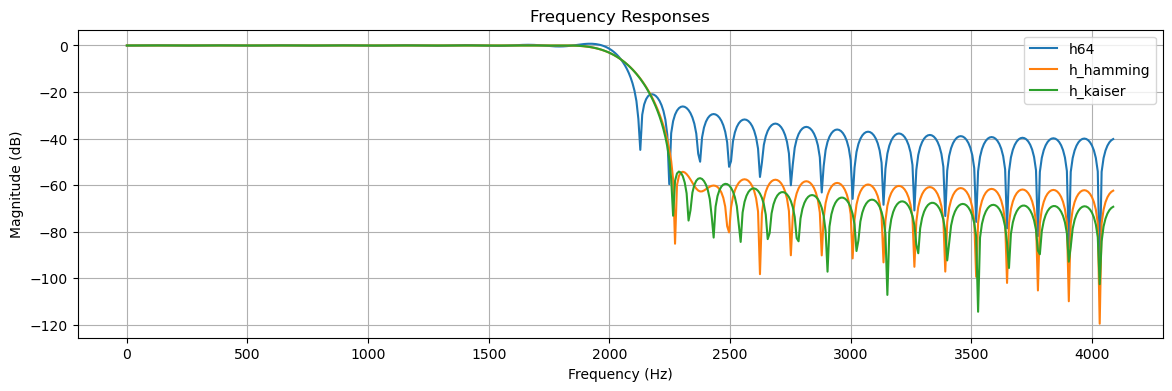 Frequency Responses
h64
h_hamming
h_kaiser
Magnitude (dB)
0
−20
−40
−60
−80
−100
−120
0 500 1000 1500 2000 2500 3000 3500 4000
Frequency (Hz)